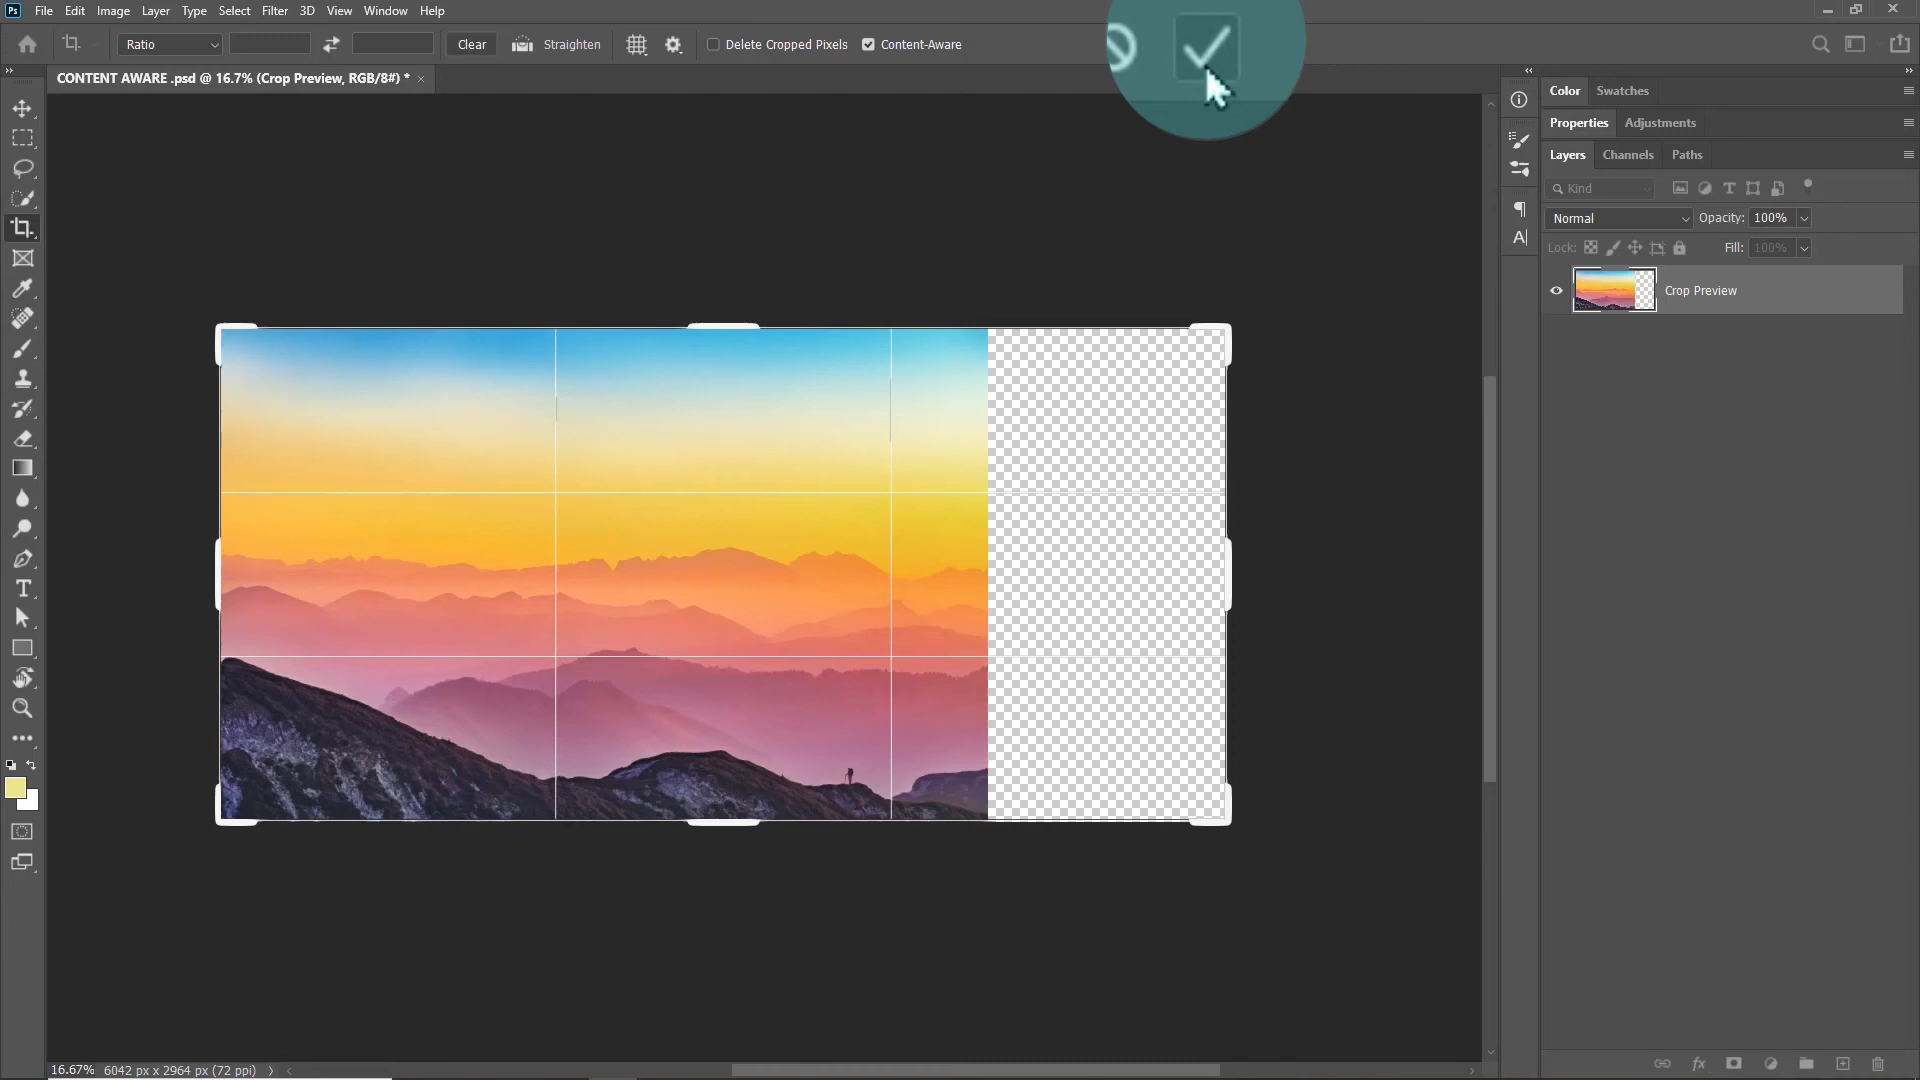 Ps File Edit Image Layer Type Select Filter 3D View Window Help
Ratio Clear Straighten Delete Cropped Pixels Content-Aware
CONTENT AWARE .psd @ 16.7% (Crop Preview, RGB/8#) * ×
Color Swatches
Properties Adjustments
Layers Channels Paths
Kind
Normal Opacity: 100%
Lock: Fill: 100%
Crop Preview
16.67% 6042 px x 2964 px (72 ppi)